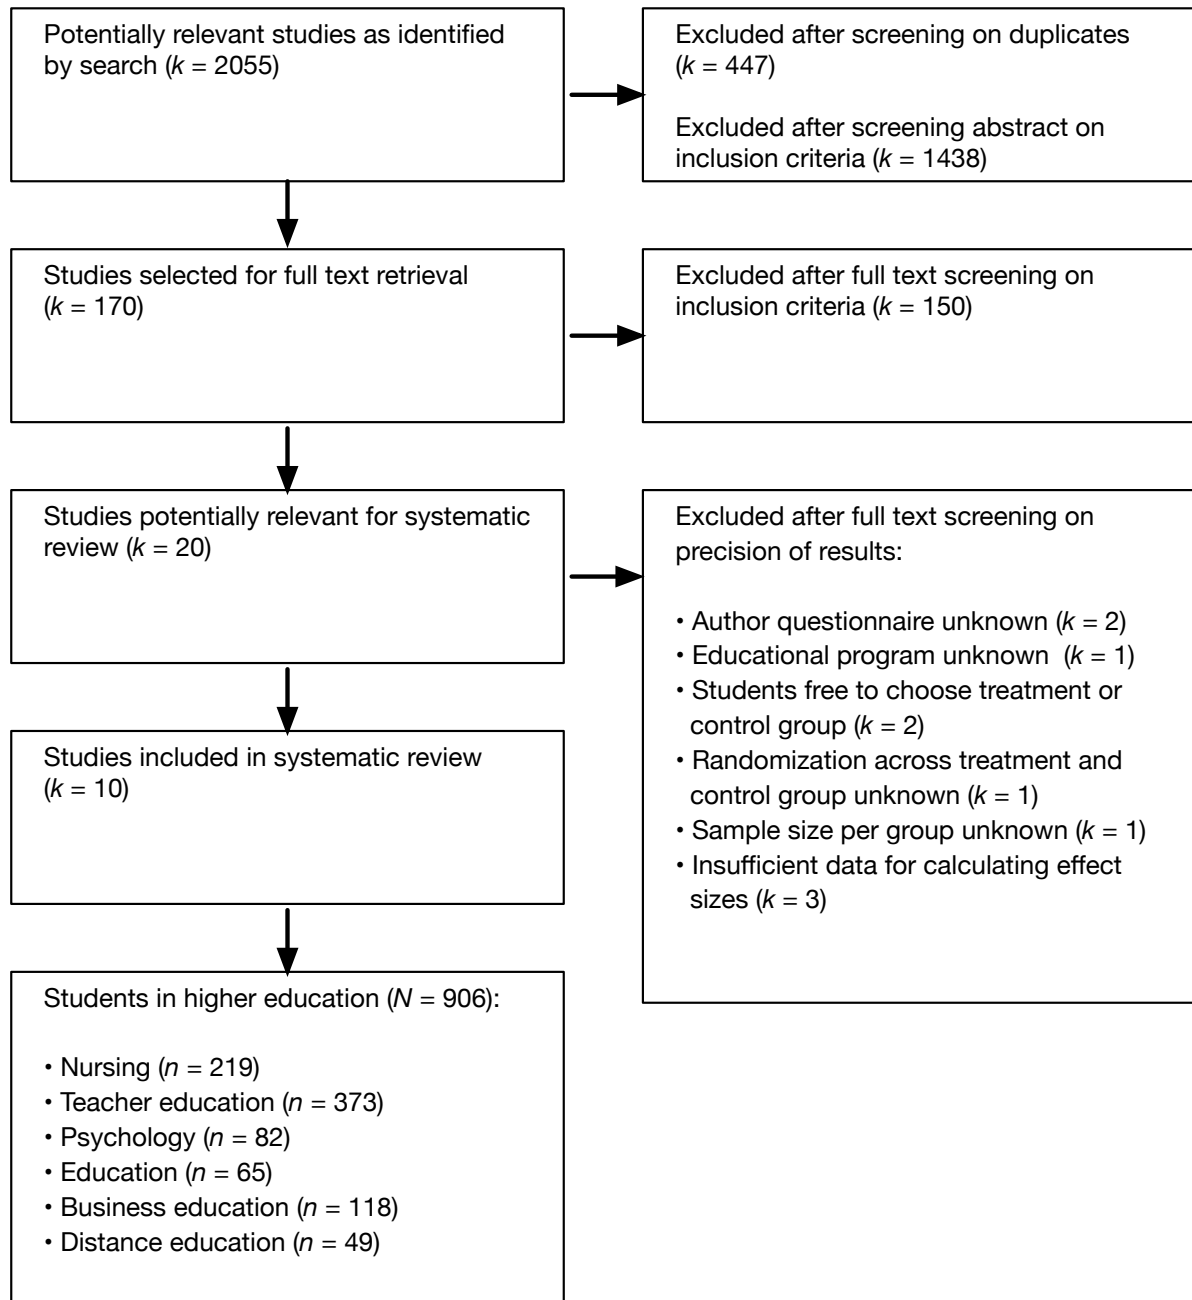 Potentially relevant studies as identified
by search (k = 2055)
Excluded after screening on duplicates
(k = 447)
Excluded after screening abstract on
inclusion criteria (k = 1438)
Studies selected for full text retrieval
(k = 170)
Excluded after full text screening on
inclusion criteria (k = 150)
Studies potentially relevant for systematic
review (k = 20)
Excluded after full text screening on
precision of results:
• Author questionnaire unknown (k = 2)
• Educational program unknown (k = 1)
• Students free to choose treatment or
control group (k = 2)
• Randomization across treatment and
control group unknown (k = 1)
• Sample size per group unknown (k = 1)
• Insufficient data for calculating effect
sizes (k = 3)
Studies included in systematic review
(k = 10)
Students in higher education (N = 906):
• Nursing (n = 219)
• Teacher education (n = 373)
• Psychology (n = 82)
• Education (n = 65)
• Business education (n = 118)
• Distance education (n = 49)